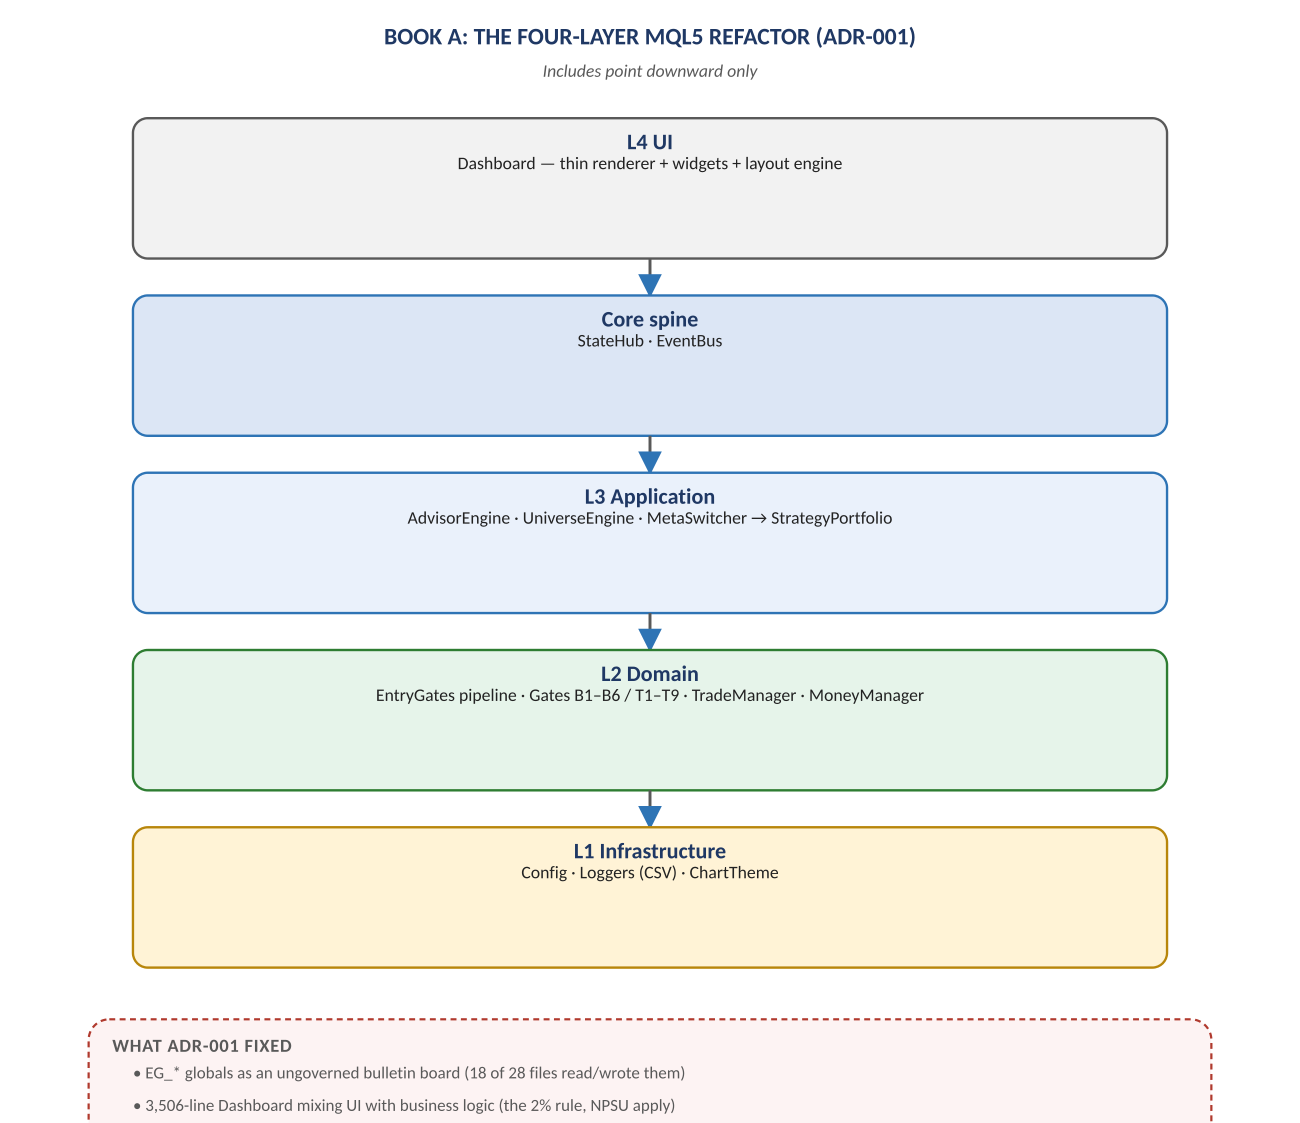 BOOK A: THE FOUR-LAYER MQL5 REFACTOR (ADR-001)
Includes point downward only
L4 UI
Dashboard — thin renderer + widgets + layout engine
Core spine
StateHub · EventBus
L3 Application
AdvisorEngine · UniverseEngine · MetaSwitcher → StrategyPortfolio
L2 Domain
EntryGates pipeline · Gates B1–B6 / T1–T9 · TradeManager · MoneyManager
L1 Infrastructure
Config · Loggers (CSV) · ChartTheme
WHAT ADR-001 FIXED
• EG_* globals as an ungoverned bulletin board (18 of 28 files read/wrote them)
• 3,506-line Dashboard mixing UI with business logic (the 2% rule, NPSU apply)